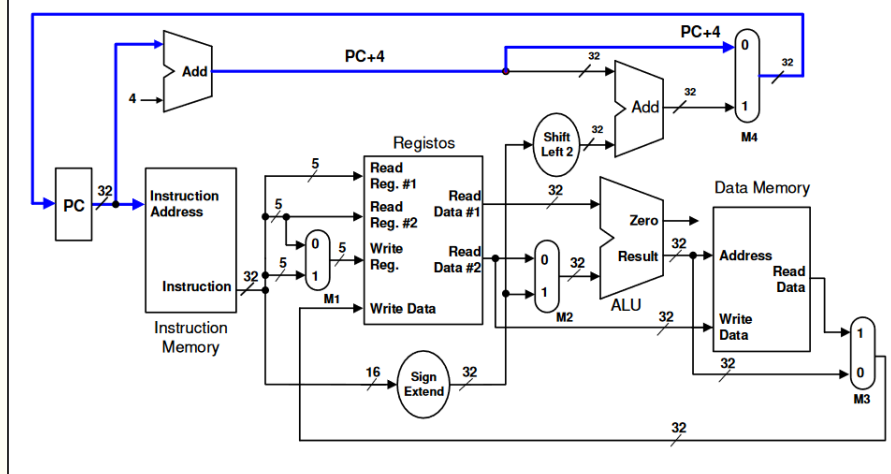 PC+4
PC+4
0
32
32
Add
4
32
Add
32
1
M4
Shift
Left 2
32
Registos
5
Read
Reg. #1
PC
32
Instruction
Address
Read
Data #1
32
Data Memory
5
Read
Reg. #2
Zero
0
5
Write
Reg.
Read
Data #2
0
32
Result
32
Address
5
1
Read
Data
Instruction
32
M1
Write Data
1
M2
ALU
Instruction
Memory
32
Write
Data
1
16
Sign
Extend
32
32
0
M3
32